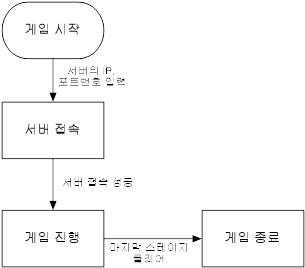 게임 시작
서버의 IP,
포트번호 입력
서버 접속
서버 접속 성공
게임 진행
마지막 스테이지
클리어
게임 종료